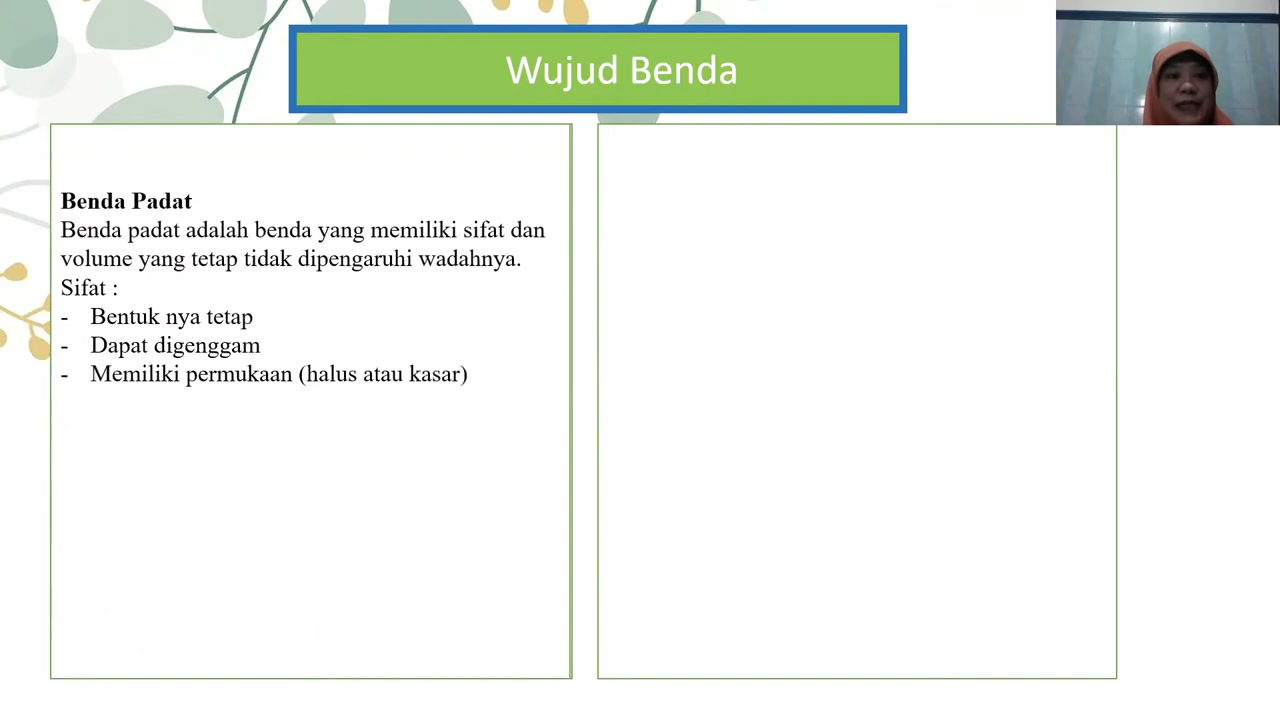 Wujud Benda
Benda Padat
Benda padat adalah benda yang memiliki sifat dan
volume yang tetap tidak dipengaruhi wadahnya.
Sifat :
- Bentuk nya tetap
- Dapat digenggam
- Memiliki permukaan (halus atau kasar)